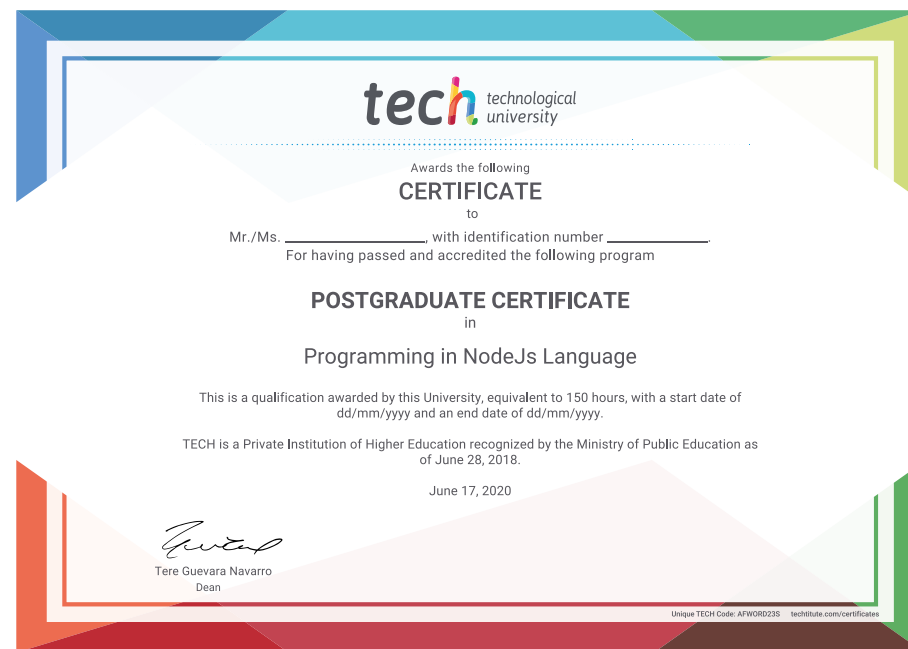 tech technological
university
Awards the following
CERTIFICATE
to
Mr./Ms. ____________________, with identification number ______________.
For having passed and accredited the following program
POSTGRADUATE CERTIFICATE
in
Programming in NodeJs Language
This is a qualification awarded by this University, equivalent to 150 hours, with a start date of
dd/mm/yyyy and an end date of dd/mm/yyyy.
TECH is a Private Institution of Higher Education recognized by the Ministry of Public Education as
of June 28, 2018.
June 17, 2020
Tere Guevara Navarro
Dean
Unique TECH Code: AFWORD23S techtitute.com/certificates